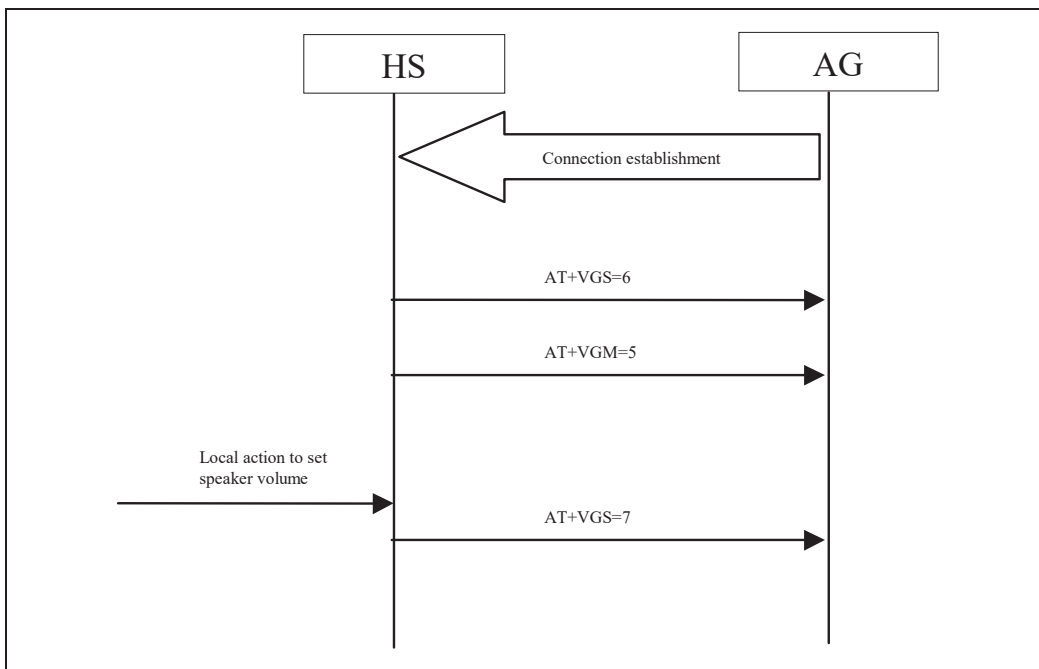 HS
AG
Connection establishment
AT+VGS=6
AT+VGM=5
Local action to set
speaker volume
AT+VGS=7